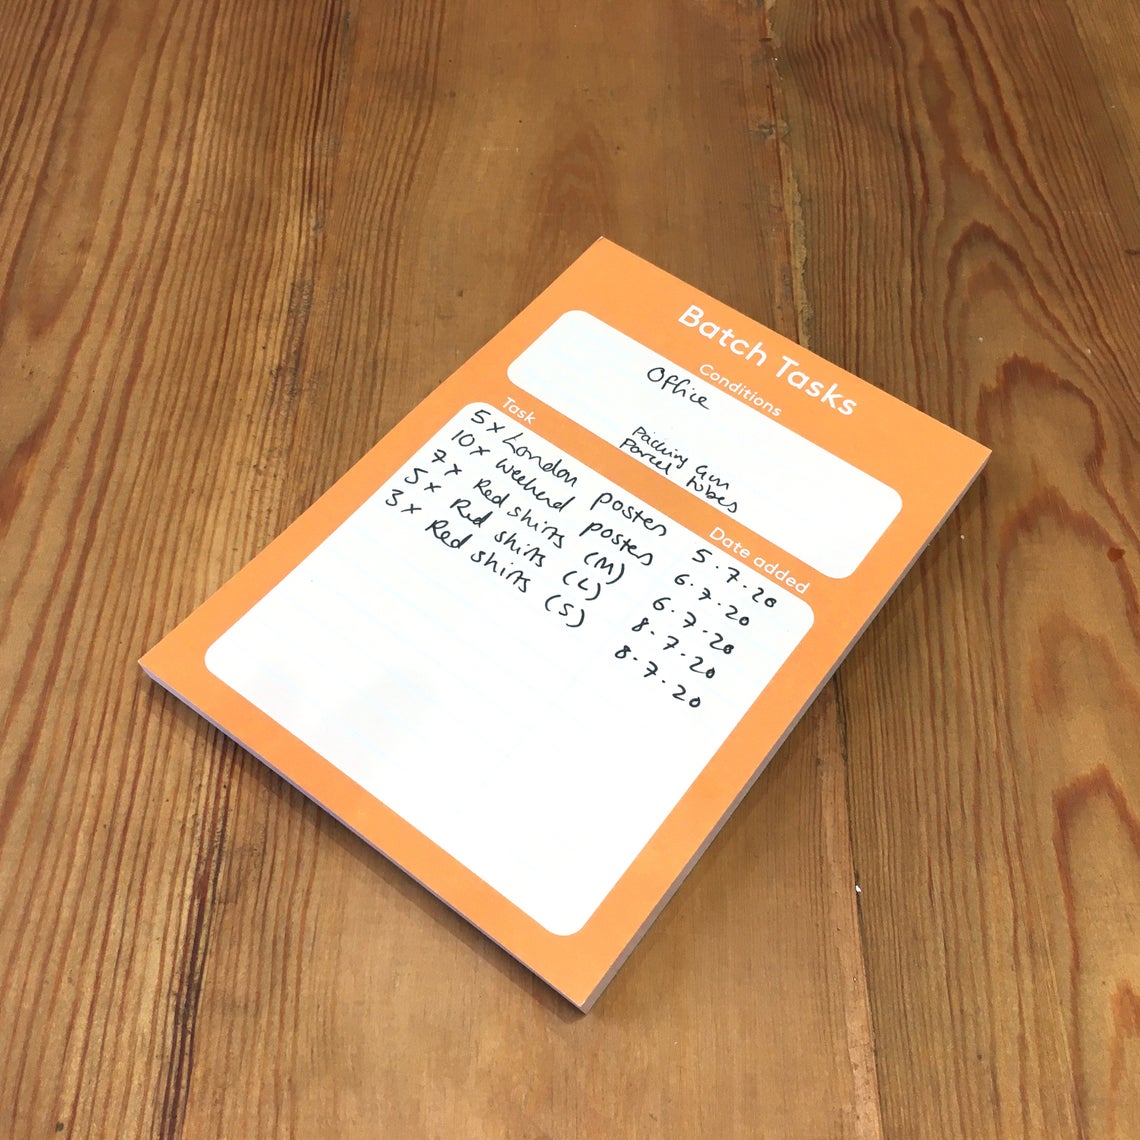 Batch Tasks
Conditions
Office
Packing Gun
Parcel tubes
Task Date added
5x London posters 5.7.20
10x Weekend posters 6.7.20
7x Red shirts (M) 6.7.20
5x Red shirts (L) 8.7.20
3x Red shirts (S) 8.7.20